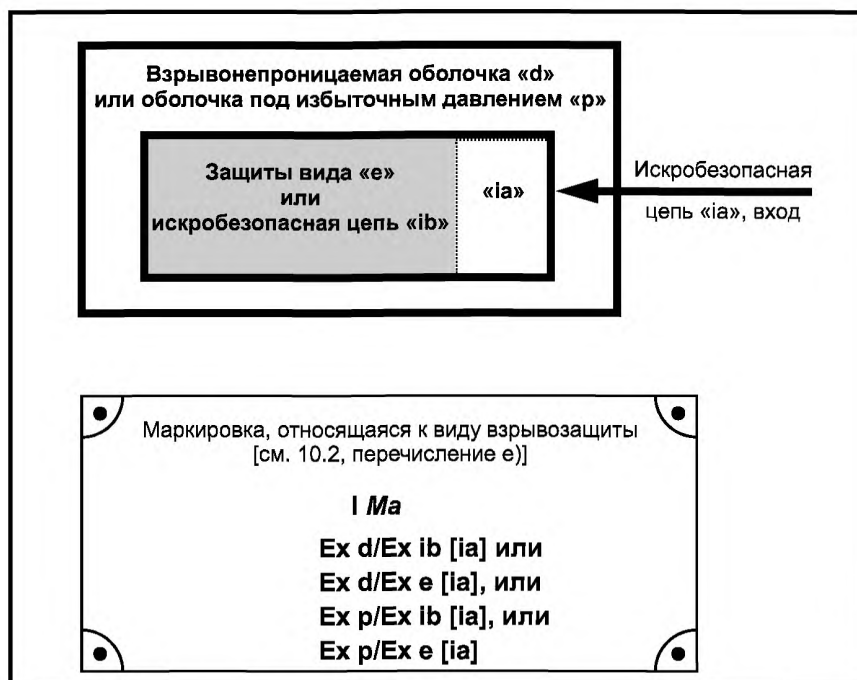 Взрывонепроницаемая оболочка «d»
или оболочка под избыточным давлением «p»
Защиты вида «e»
или
искробезопасная цепь «ib»
«ia»
Искробезопасная
цепь «ia», вход
Маркировка, относящаяся к виду взрывозащиты
[см. 10.2, перечисление е)]
I Ma
Ex d/Ex ib [ia] или
Ex d/Ex e [ia], или
Ex p/Ex ib [ia], или
Ex p/Ex e [ia]